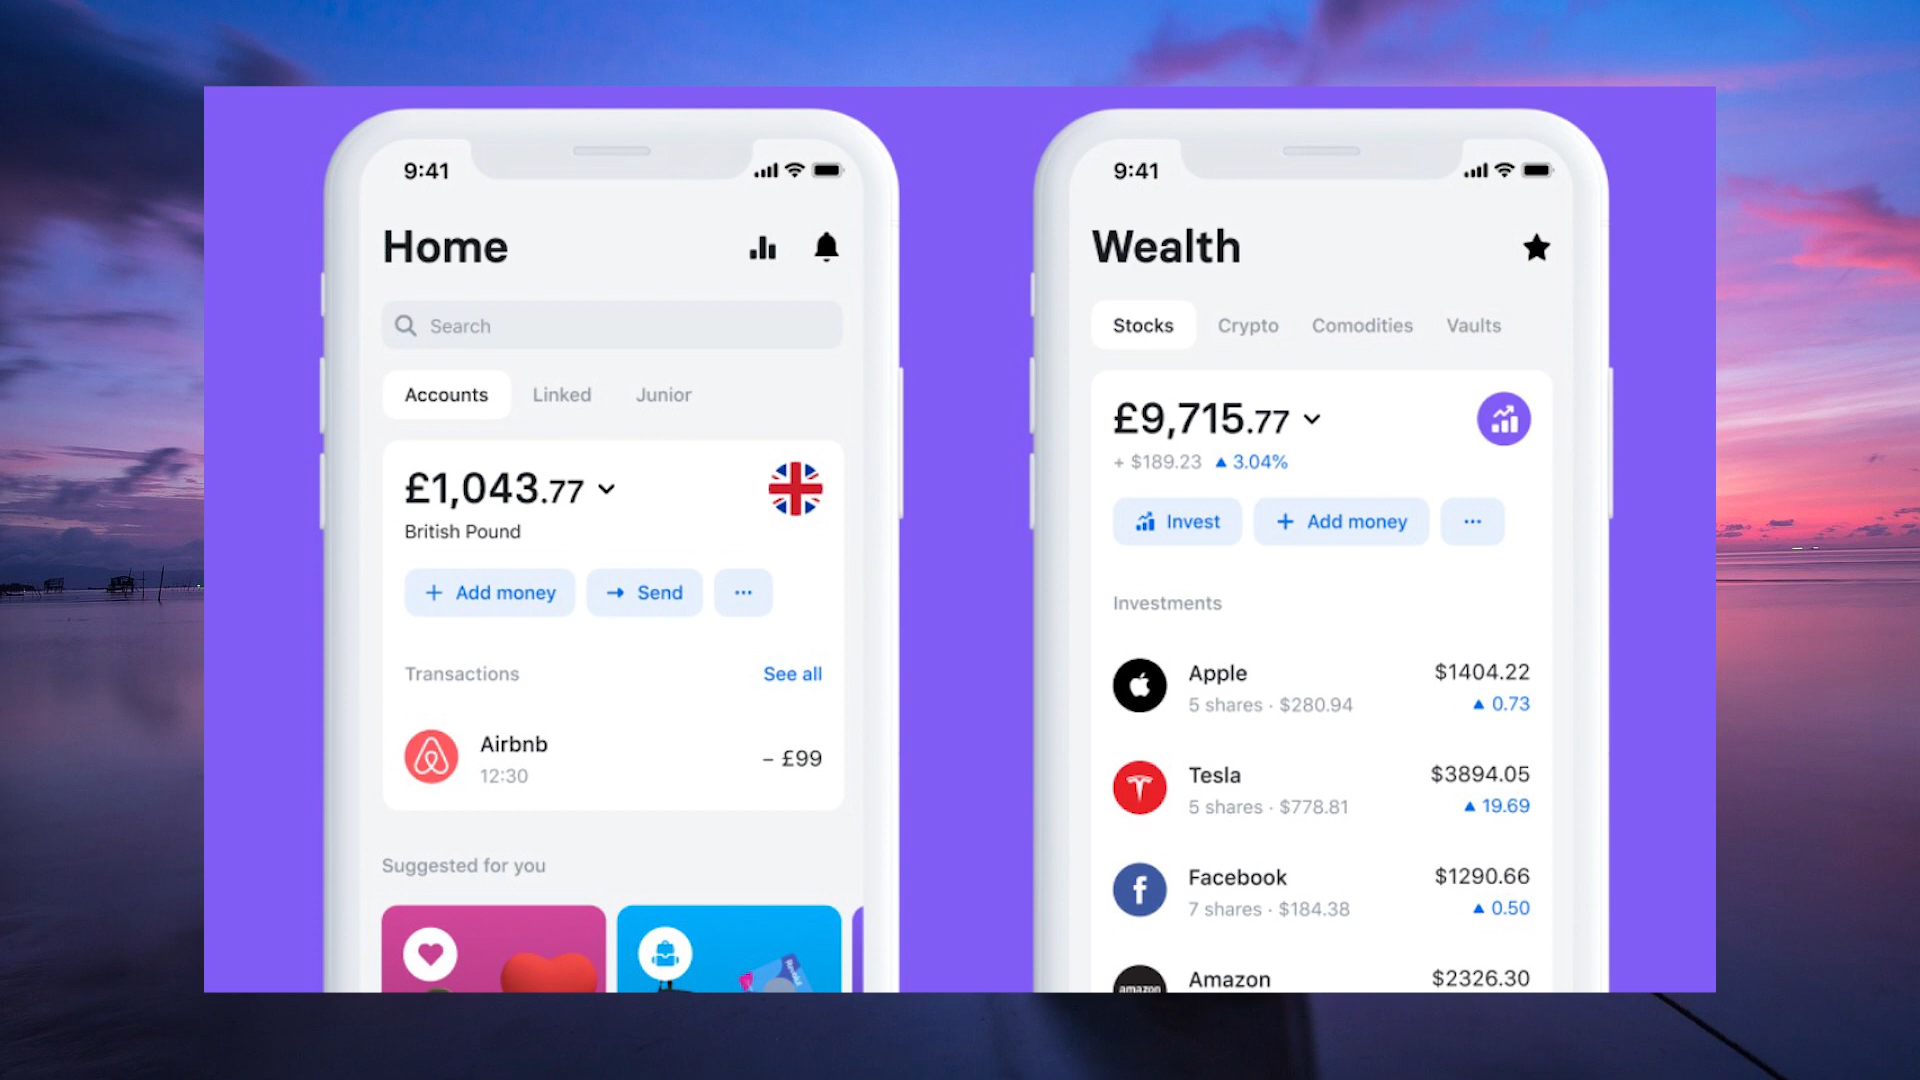 9:41
Home
Search
Accounts Linked Junior
£1,043.77
British Pound
+ Add money → Send ...
Transactions See all
Airbnb – £99
12:30
Suggested for you
Revolut
9:41
Wealth
Stocks Crypto Comodities Vaults
£9,715.77
+ $189.23 ▲ 3.04%
Invest + Add money ...
Investments
Apple $1404.22
5 shares · $280.94 ▲ 0.73
Tesla $3894.05
5 shares · $778.81 ▲ 19.69
Facebook $1290.66
7 shares · $184.38 ▲ 0.50
amazon Amazon $2326.30